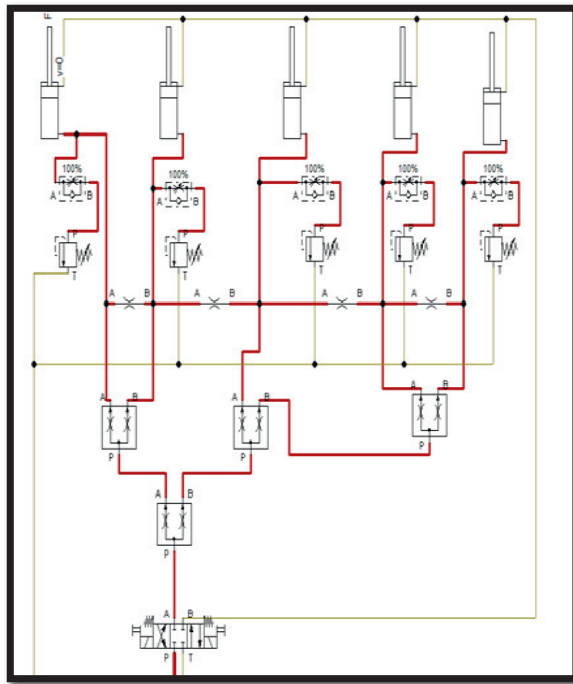 F
v=0
100% 100% 100% 100% 100%
A B A B A B A B A B
P P P P P
T T T T T
A B A B A B A B
A B A B A B
P P P
A B
P
A B
P T